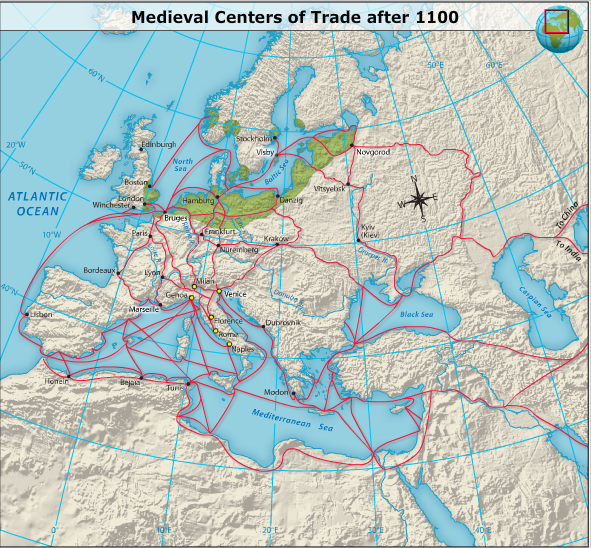 Medieval Centers of Trade after 1100
50°E
60°E
60°N
20°W
50°N
10°W
40°N
ATLANTIC
OCEAN
North
Sea
Baltic Sea
Edinburgh
Boston
London
Winchester
Bruges
Hamburg
Stockholm
Visby
Danzig
Novgorod
Vitsyebsk
N
W
E
S
Kyiv
(Kiev)
Dnieper R.
To China
To India
Paris
Frankfurt
Nuremburg
Krakow
Bordeaux
Lyon
Milan
Genoa
Venice
Danube R.
Marseille
Florence
Rome
Naples
Dubrovnik
Lisbon
Black Sea
Caspian Sea
Honein
Bejaia
Tunis
Modon
Mediterranean Sea
0°
10°E
20°E
30°E
40°E